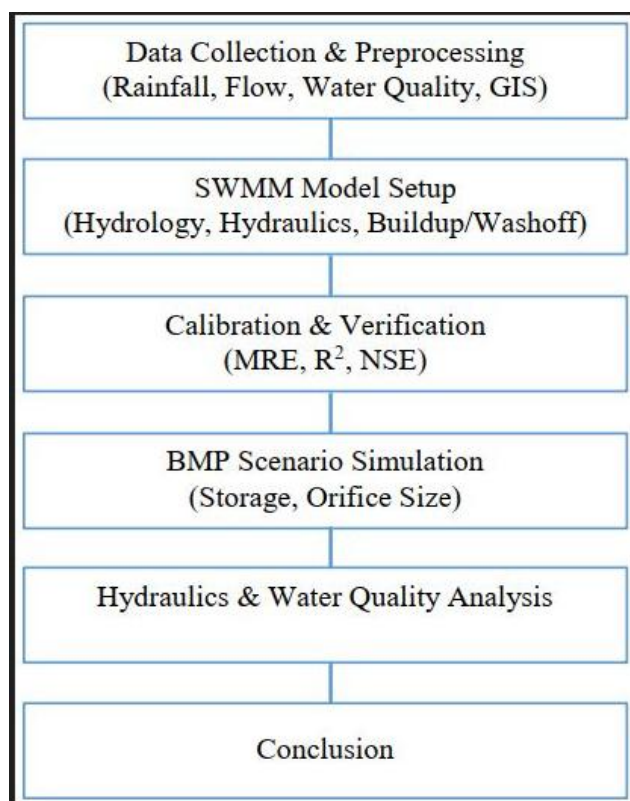 Data Collection & Preprocessing
(Rainfall, Flow, Water Quality, GIS)
SWMM Model Setup
(Hydrology, Hydraulics, Buildup/Washoff)
Calibration & Verification
(MRE, R², NSE)
BMP Scenario Simulation
(Storage, Orifice Size)
Hydraulics & Water Quality Analysis
Conclusion